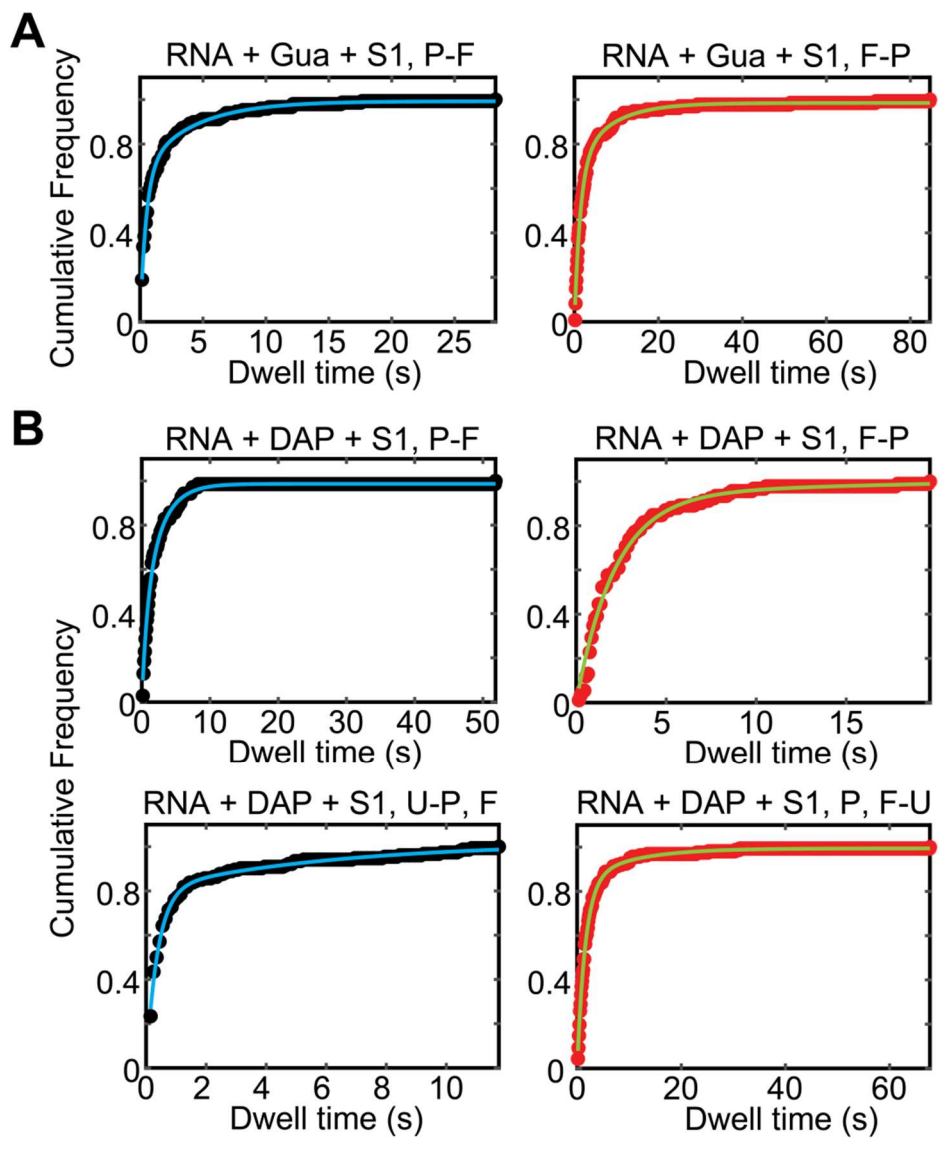 A
RNA + Gua + S1, P-F
RNA + Gua + S1, F-P
Cumulative Frequency
0.8
0.4
0
0 5 10 15 20 25
Dwell time (s)
0.8
0.4
0
0 20 40 60 80
Dwell time (s)
B
RNA + DAP + S1, P-F
RNA + DAP + S1, F-P
Cumulative Frequency
0.8
0.4
0
0 10 20 30 40 50
Dwell time (s)
0.8
0.4
0
0 5 10 15
Dwell time (s)
RNA + DAP + S1, U-P, F
RNA + DAP + S1, P, F-U
0.8
0.4
0
0 2 4 6 8 10
Dwell time (s)
0.8
0.4
0
0 20 40 60
Dwell time (s)